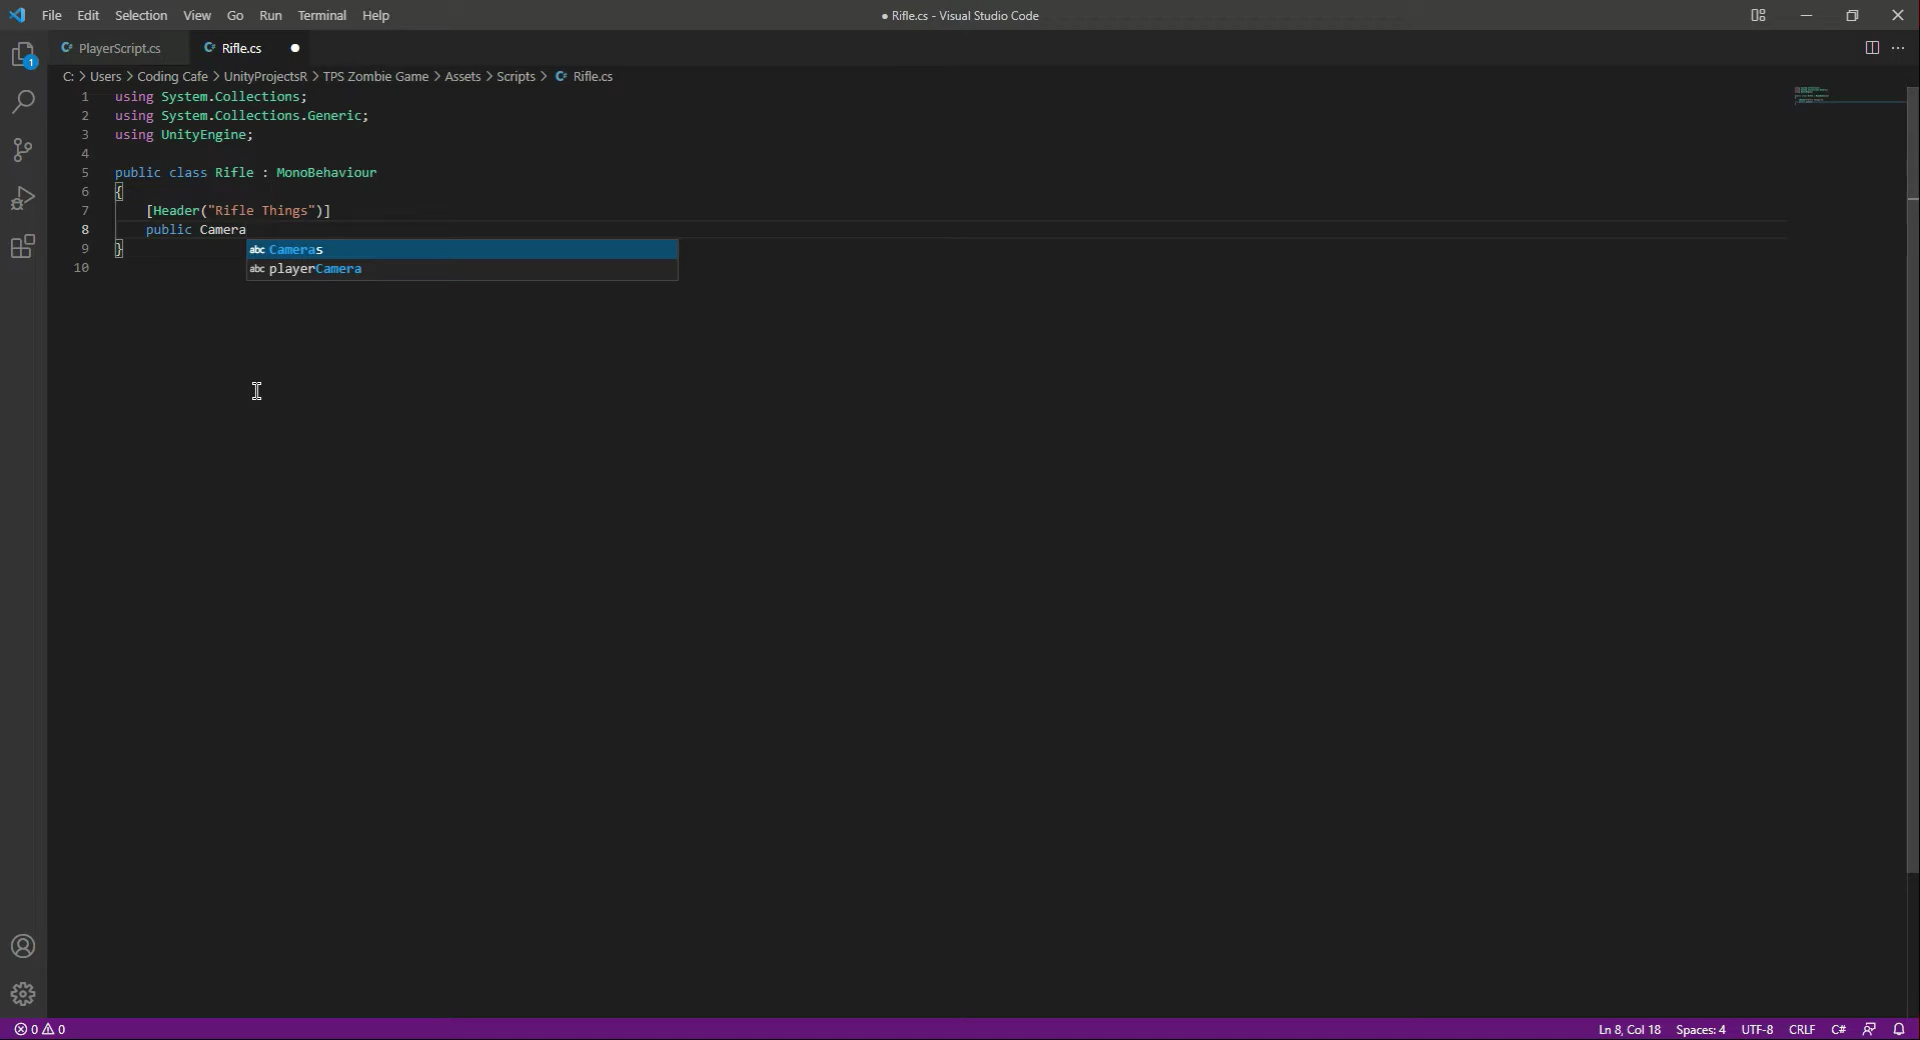 File Edit Selection View Go Run Terminal Help
● Rifle.cs - Visual Studio Code
PlayerScript.cs Rifle.cs
C: > Users > Coding Cafe > UnityProjectsR > TPS Zombie Game > Assets > Scripts > Rifle.cs
1 using System.Collections;
2 using System.Collections.Generic;
3 using UnityEngine;
4
5 public class Rifle : MonoBehaviour
6 {
7 [Header("Rifle Things")]
8 public Camera
9 }
abc Cameras
abc playerCamera
10
1
0 0
Ln 8, Col 18 Spaces: 4 UTF-8 CRLF C#